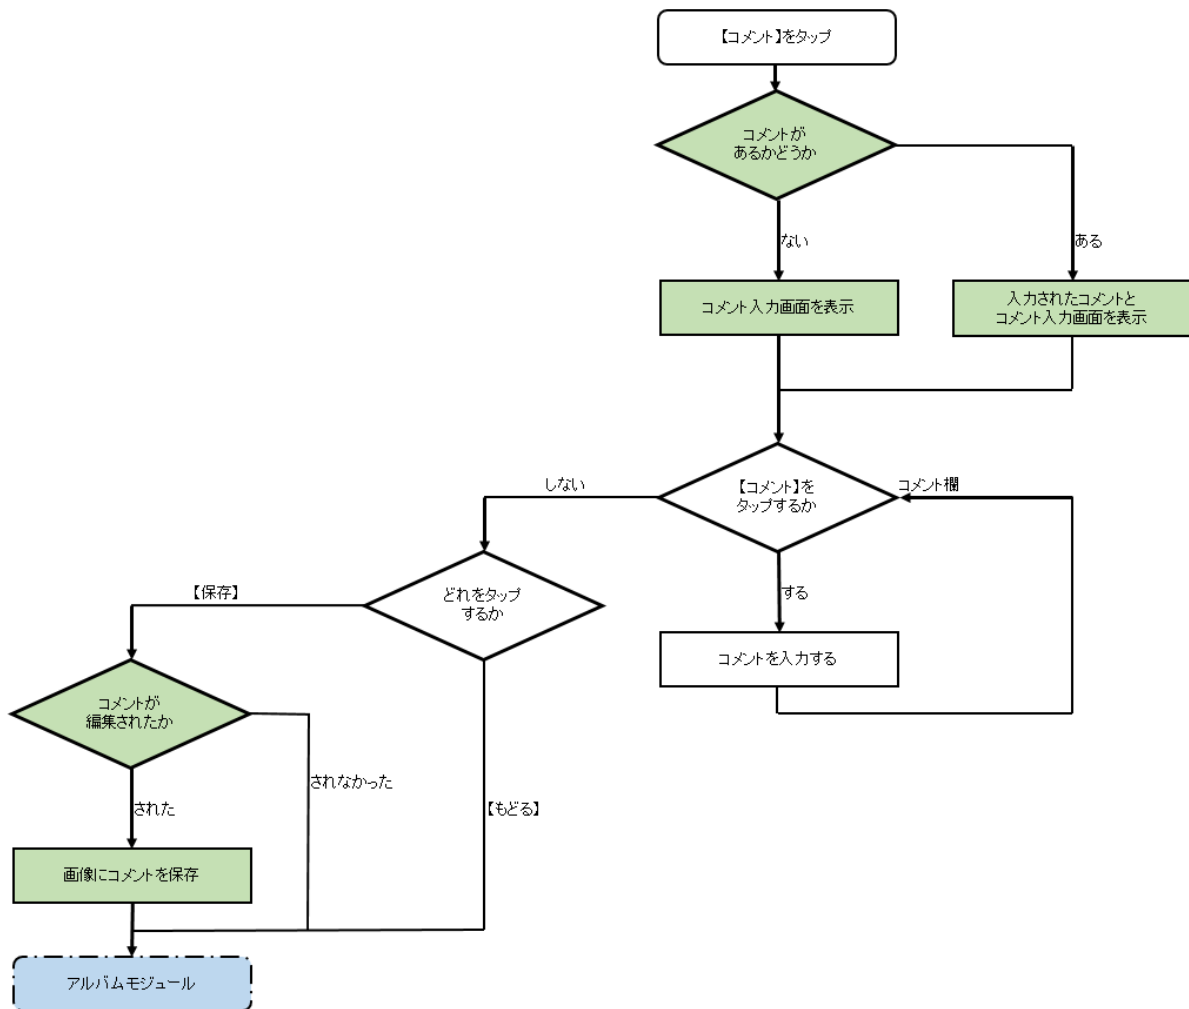 【コメント】をタップ
コメントが
あるかどうか
ない
ある
コメント入力画面を表示
入力されたコメントと
コメント入力画面を表示
しない
【コメント】を
タップするか
コメント欄
【保存】
どれをタップ
するか
する
コメントを入力する
コメントが
編集されたか
されなかった
された
【もどる】
画像にコメントを保存
アルバムモジュール